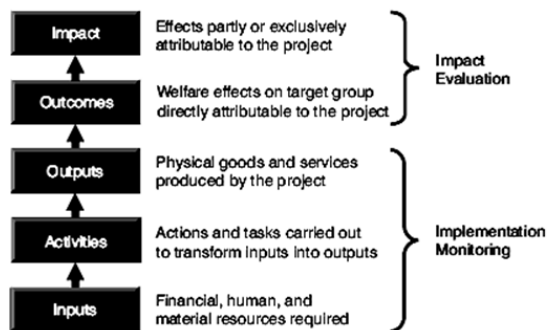 Impact
Effects partly or exclusively
attributable to the project
Outcomes
Welfare effects on target group
directly attributable to the project
Impact
Evaluation
Outputs
Physical goods and services
produced by the project
Activities
Actions and tasks carried out
to transform inputs into outputs
Inputs
Financial, human, and
material resources required
Implementation
Monitoring